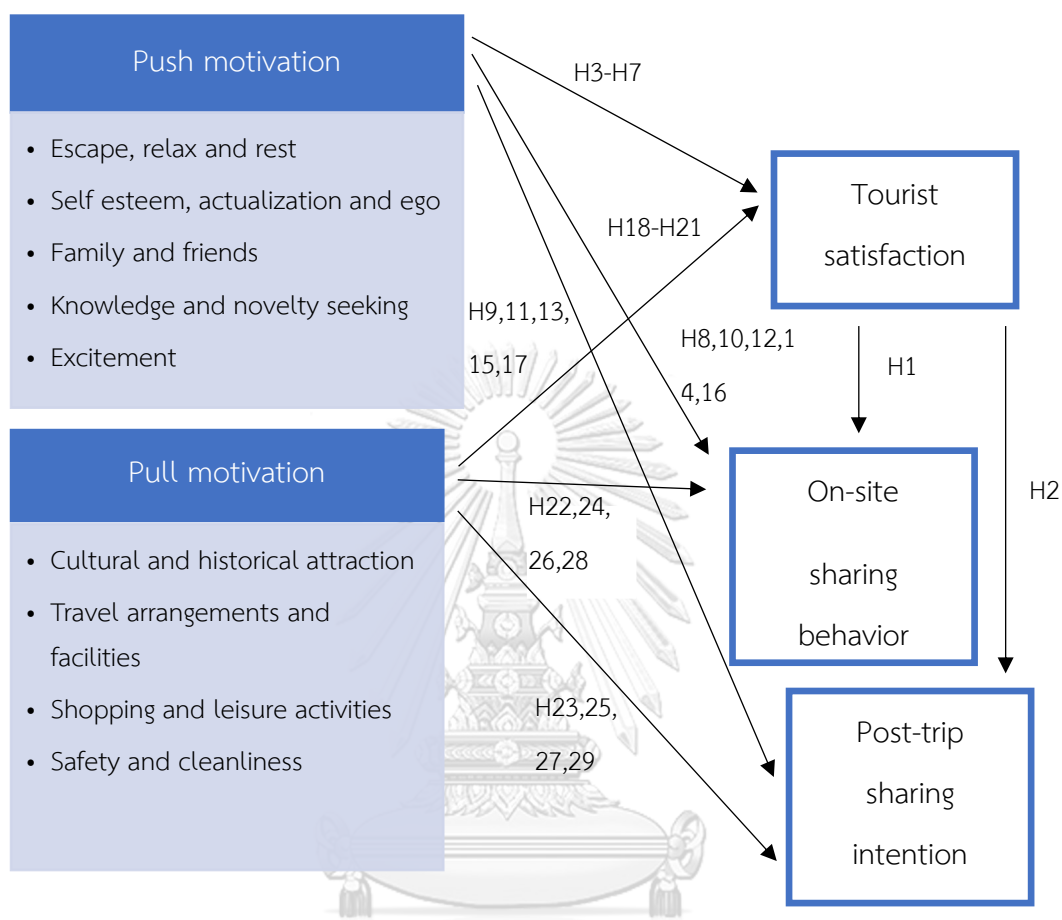 Push motivation
• Escape, relax and rest
• Self esteem, actualization and ego
• Family and friends
• Knowledge and novelty seeking
• Excitement
Pull motivation
• Cultural and historical attraction
• Travel arrangements and
facilities
• Shopping and leisure activities
• Safety and cleanliness
H3-H7
H18-H21
H9,11,13,
15,17
H8,10,12,1
4,16
H22,24,
26,28
H23,25,
27,29
Tourist
satisfaction
H1
H2
On-site
sharing
behavior
Post-trip
sharing
intention